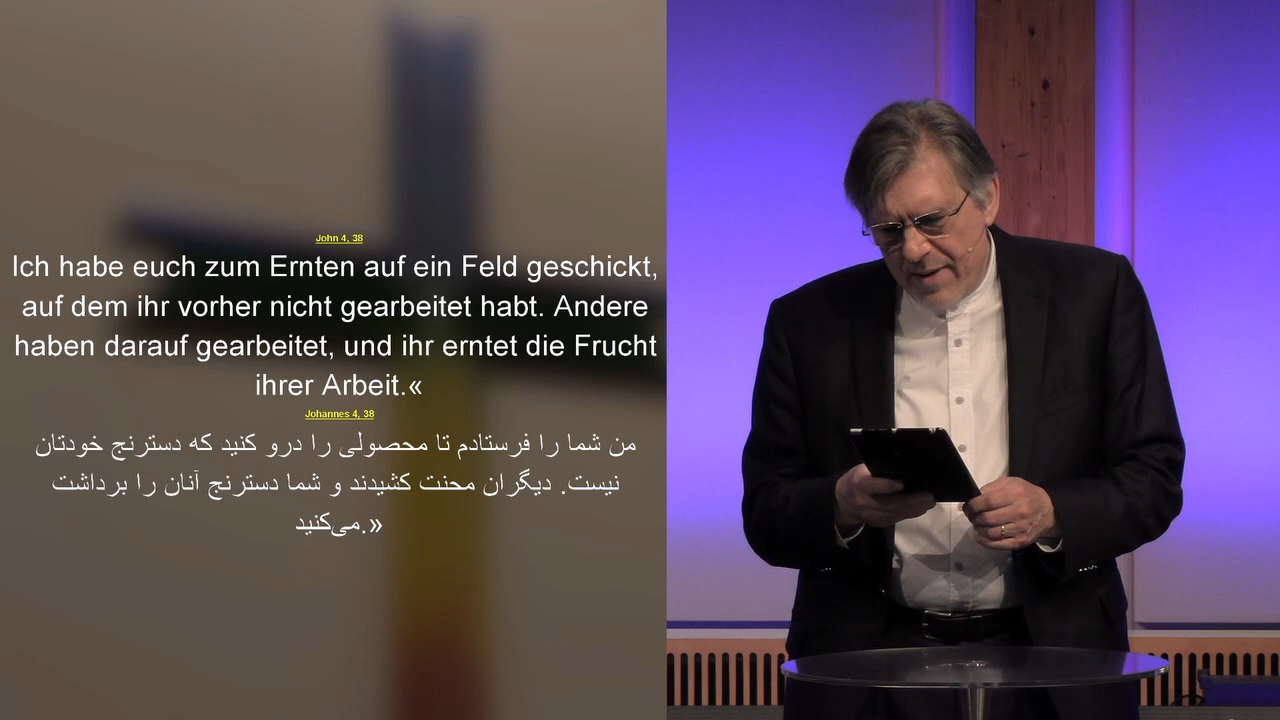 John 4, 38
Ich habe euch zum Ernten auf ein Feld geschickt,
auf dem ihr vorher nicht gearbeitet habt. Andere
haben darauf gearbeitet, und ihr erntet die Frucht
ihrer Arbeit.«
Johannes 4, 38
من شما را فرستادم تا محصولی را درو کنید که دسترنج خودتان
نیست. دیگران محنت کشیدند و شما دسترنج آنان را برداشت
می‌کنید.»